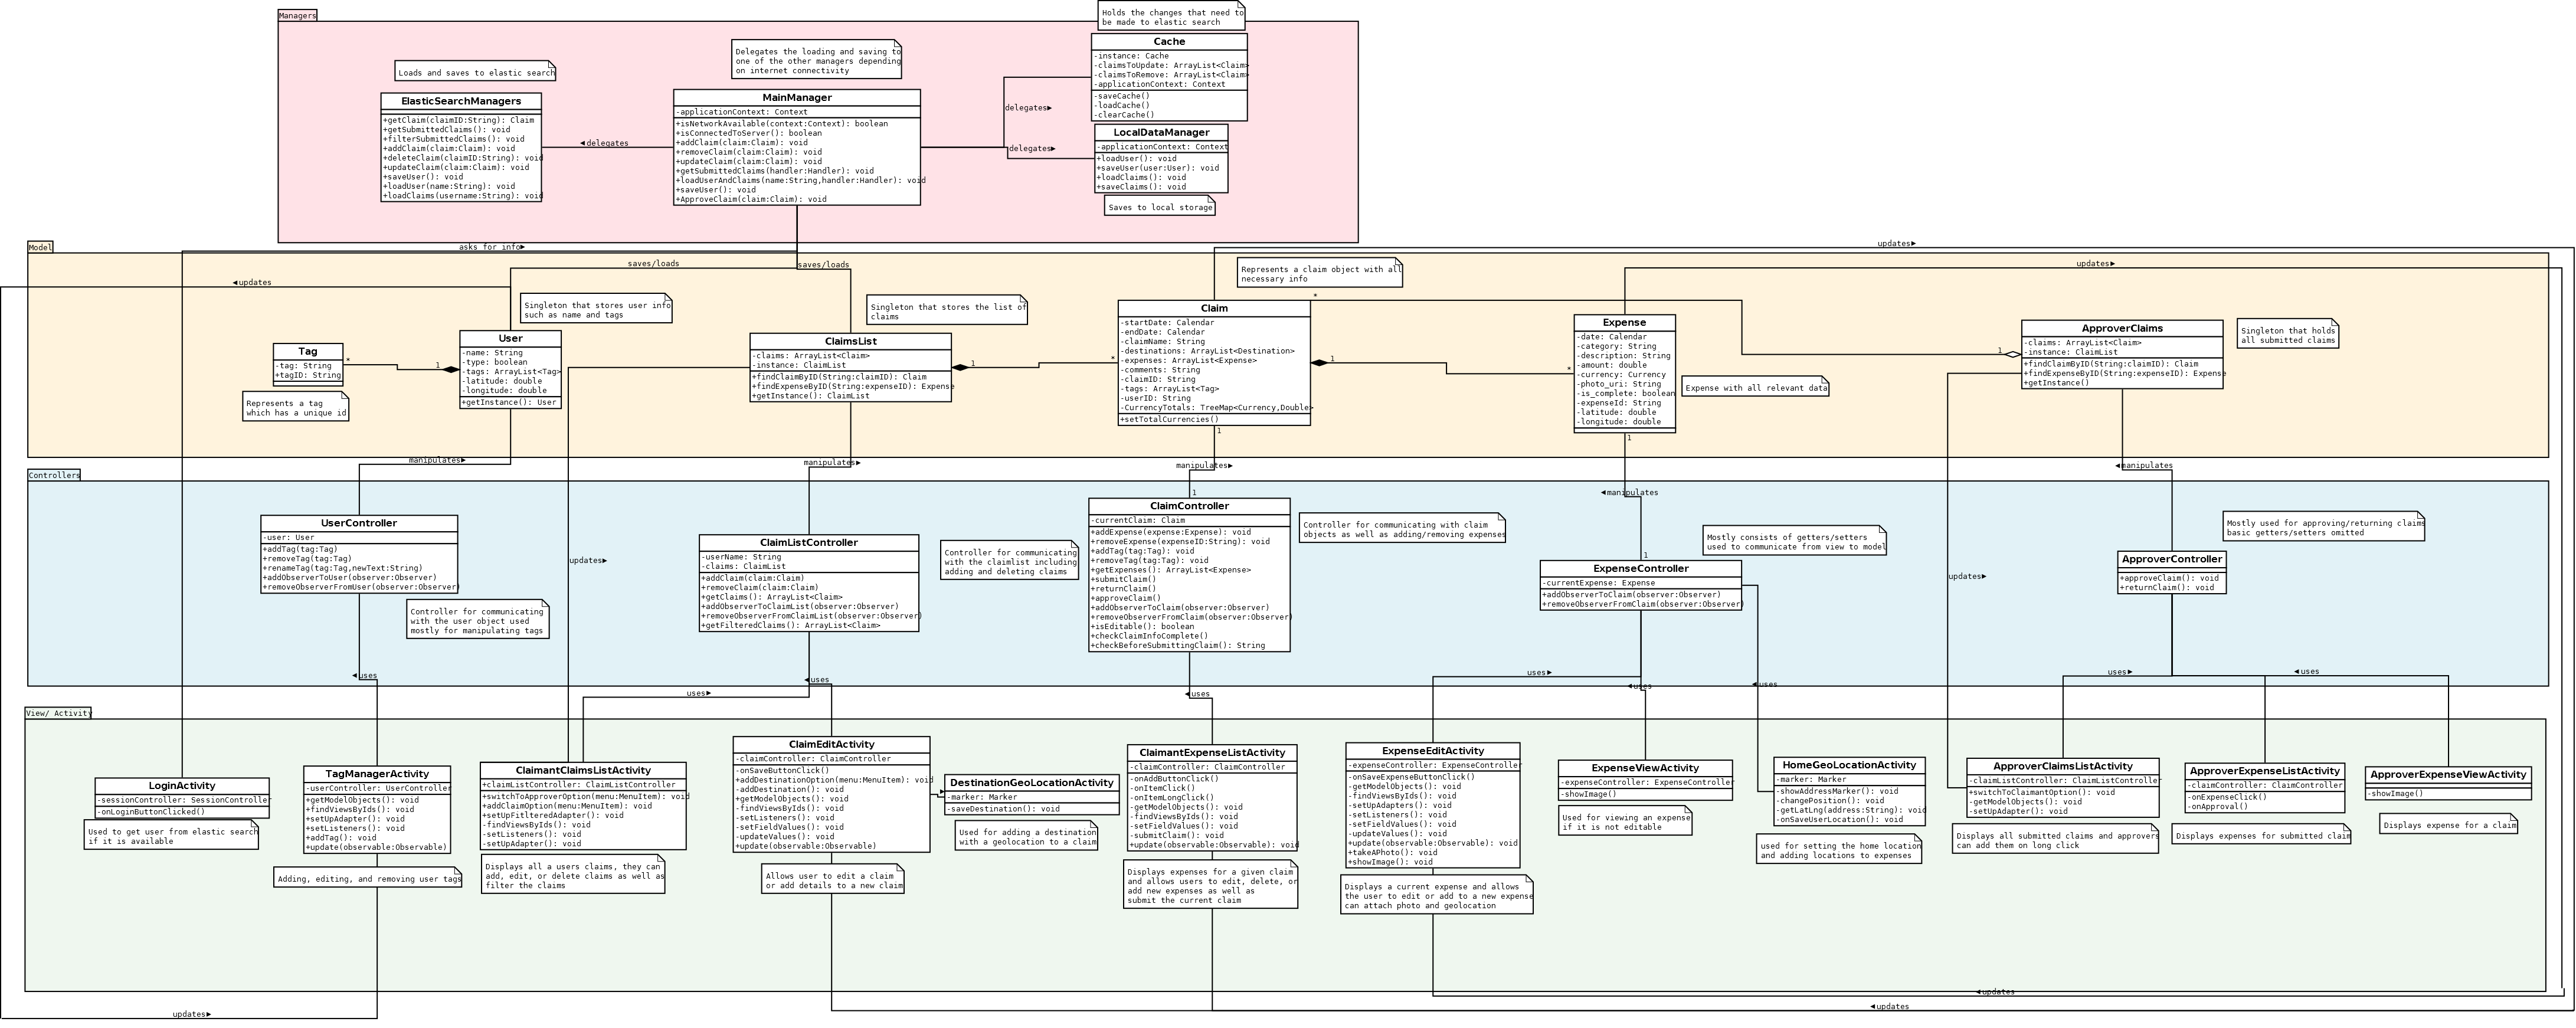 Managers
Holds the changes that need to
be made to elastic search
Cache
-instance: Cache
-claimsToUpdate: ArrayList<Claim>
-claimsToRemove: ArrayList<Claim>
-applicationContext: Context
-saveCache()
-loadCache()
-clearCache()
Delegates the loading and saving to
one of the other managers depending
on internet connectivity
Loads and saves to elastic search
ElasticSearchManagers
+getClaim(claimID:String): Claim
+getSubmittedClaims(): void
+filterSubmittedClaims(): void
+addClaim(claim:Claim): void
+deleteClaim(claimID:String): void
+updateClaim(claim:Claim): void
+saveUser(): void
+loadUser(name:String): void
+loadClaims(username:String): void
◄delegates
MainManager
-applicationContext: Context
+isNetworkAvailable(context:Context): boolean
+isConnectedToServer(): boolean
+addClaim(claim:Claim): void
+removeClaim(claim:Claim): void
+updateClaim(claim:Claim): void
+getSubmittedClaims(handler:Handler): void
+loadUserAndClaims(name:String,handler:Handler): void
+saveUser(): void
+ApproveClaim(claim:Claim): void
delegates►
delegates►
LocalDataManager
-applicationContext: Context
+loadUser(): void
+saveUser(user:User): void
+loadClaims(): void
+saveClaims(): void
Saves to local storage
Model
asks for info►
updates►
saves/loads
saves/loads
updates►
◄updates
Represents a claim object with all
necessary info
Singleton that stores user info
such as name and tags
Singleton that stores the list of
claims
Tag
-tag: String
+tagID: String
*
1
Represents a tag
which has a unique id
User
-name: String
-type: boolean
-tags: ArrayList<Tag>
-latitude: double
-longitude: double
+getInstance(): User
ClaimsList
-claims: ArrayList<Claim>
-instance: ClaimList
+findClaimByID(String:claimID): Claim
+findExpenseByID(String:expenseID): Expense
+getInstance(): ClaimList
1
*
Claim
-startDate: Calendar
-endDate: Calendar
-claimName: String
-destinations: ArrayList<Destination>
-expenses: ArrayList<Expense>
-comments: String
-claimID: String
-tags: ArrayList<Tag>
-userID: String
-CurrencyTotals: TreeMap<Currency,Double>
+setTotalCurrencies()
*
1
*
1
Expense
-date: Calendar
-category: String
-description: String
-amount: double
-currency: Currency
-photo_uri: String
-is_complete: boolean
-expenseId: String
-latitude: double
-longitude: double
1
Expense with all relevant data
1
ApproverClaims
-claims: ArrayList<Claim>
-instance: ClaimList
+findClaimByID(String:claimID): Claim
+findExpenseByID(String:expenseID): Expense
+getInstance()
Singleton that holds
all submitted claims
manipulates►
manipulates►
manipulates►
◄manipulates
◄manipulates
Controllers
UserController
-user: User
+addTag(tag:Tag)
+removeTag(tag:Tag)
+renameTag(tag:Tag,newText:String)
+addObserverToUser(observer:Observer)
+removeObserverFromUser(observer:Observer)
Controller for communicating
with the user object used
mostly for manipulating tags
updates►
ClaimListController
-userName: String
-claims: ClaimList
+addClaim(claim:Claim)
+removeClaim(claim:Claim)
+getClaims(): ArrayList<Claim>
+addObserverToClaimList(observer:Observer)
+removeObserverFromClaimList(observer:Observer)
+getFilteredClaims(): ArrayList<Claim>
Controller for communicating
with the claimlist including
adding and deleting claims
1
ClaimController
-currentClaim: Claim
+addExpense(expense:Expense): void
+removeExpense(expenseID:String): void
+addTag(tag:Tag): void
+removeTag(tag:Tag): void
+getExpenses(): ArrayList<Expense>
+submitClaim()
+returnClaim()
+approveClaim()
+addObserverToClaim(observer:Observer)
+removeObserverFromClaim(observer:Observer)
+isEditable(): boolean
+checkClaimInfoComplete()
+checkBeforeSubmittingClaim(): String
Controller for communicating with claim
objects as well as adding/removing expenses
1
ExpenseController
-currentExpense: Expense
+addObserverToClaim(observer:Observer)
+removeObserverFromClaim(observer:Observer)
Mostly consists of getters/setters
used to communicate from view to model
updates►
Mostly used for approving/returning claims
basic getters/setters omitted
ApproverController
+approveClaim(): void
+returnClaim(): void
◄uses
uses►
◄uses
◄uses
uses►
◄uses
◄uses
uses►
◄uses
View/ Activity
LoginActivity
-sessionController: SessionController
-onLoginButtonClicked()
Used to get user from elastic search
if it is available
TagManagerActivity
-userController: UserController
+getModelObjects(): void
+findViewsByIds(): void
+setUpAdapter(): void
+setListeners(): void
+addTag(): void
+update(observable:Observable)
Adding, editing, and removing user tags
ClaimantClaimsListActivity
+claimListController: ClaimListController
+switchToApproverOption(menu:MenuItem): void
+addClaimOption(menu:MenuItem): void
+setUpFitlteredAdapter(): void
-findViewsByIds(): void
-setListeners(): void
-setUpAdapter(): void
Displays all a users claims, they can
add, edit, or delete claims as well as
filter the claims
ClaimEditActivity
-claimController: ClaimController
-onSaveButtonClick()
+addDestinationOption(menu:MenuItem): void
-addDestination(): void
+getModelObjects(): void
-findViewsByIds(): void
-setListeners(): void
-setFieldValues(): void
-updateValues(): void
+update(observable:Observable)
Allows user to edit a claim
or add details to a new claim
DestinationGeoLocationActivity
-marker: Marker
-saveDestination(): void
Used for adding a destination
with a geolocation to a claim
ClaimantExpenseListActivity
-claimController: ClaimController
-onAddButtonClick()
-onItemClick()
-onItemLongClick()
-getModelObjects(): void
-findViewsByIds(): void
-setFieldValues(): void
-submitClaim(): void
+update(observable:Observable): void
Displays expenses for a given claim
and allows users to edit, delete, or
add new expenses as well as
submit the current claim
ExpenseEditActivity
-expenseController: ExpenseController
-onSaveExpenseButtonClick()
-getModelObjects(): void
-findViewsByIds(): void
-setUpAdapters(): void
-setListeners(): void
-setFieldValues(): void
-updateValues(): void
+update(observable:Observable): void
+takeAPhoto(): void
+showImage(): void
Displays a current expense and allows
the user to edit or add to a new expense
can attach photo and geolocation
ExpenseViewActivity
-expenseController: ExpenseController
-showImage()
Used for viewing an expense
if it is not editable
HomeGeoLocationActivity
-marker: Marker
-showAddressMarker(): void
-changePosition(): void
-getLatLng(address:String): void
-onSaveUserLocation(): void
used for setting the home location
and adding locations to expenses
ApproverClaimsListActivity
-claimListController: ClaimListController
+switchToClaimantOption(): void
-getModelObjects(): void
-setUpAdapter(): void
Displays all submitted claims and approvers
can add them on long click
ApproverExpenseListActivity
-claimController: ClaimController
-onExpenseClick()
-onApproval()
Displays expenses for submitted claim
ApproverExpenseViewActivity
-showImage()
Displays expense for a claim
◄updates
◄updates
updates►